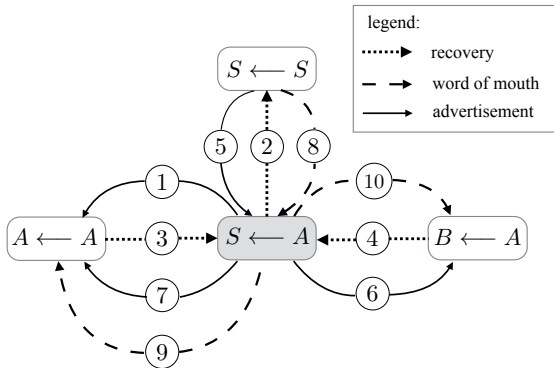 legend:
recovery
word of mouth
advertisement
S ⟵ S
5 2 8
1 10
A ⟵ A 3 S ⟵ A 4 B ⟵ A
7 6
9